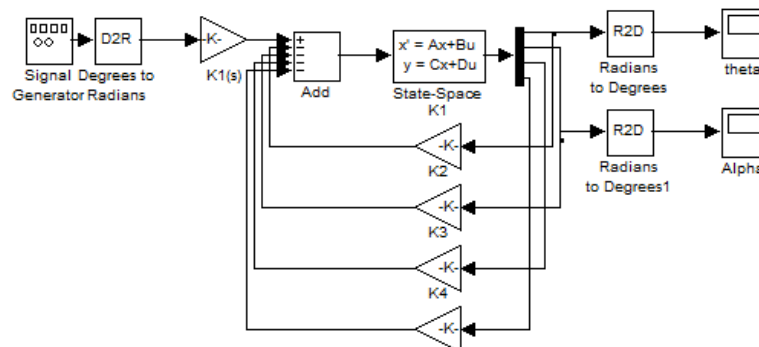 D2R
-K-
+
−
−
−
−
x' = Ax+Bu
y = Cx+Du
R2D
Signal
Generator
Degrees to
Radians
K1(s)
Add
State-Space
Radians
to Degrees
theta
K1
-K-
K2
R2D
Radians
to Degrees1
Alpha
-K-
K3
-K-
K4
-K-